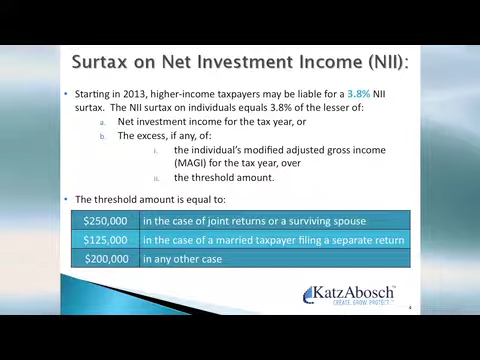 Surtax on Net Investment Income (NII):
• Starting in 2013, higher-income taxpayers may be liable for a 3.8% NII
surtax. The NII surtax on individuals equals 3.8% of the lesser of:
a. Net investment income for the tax year, or
b. The excess, if any, of:
i. the individual's modified adjusted gross income
(MAGI) for the tax year, over
ii. the threshold amount.
• The threshold amount is equal to:
$250,000 in the case of joint returns or a surviving spouse
$125,000 in the case of a married taxpayer filing a separate return
$200,000 in any other case
KatzAbosch™
CREATE. GROW. PROTECT.™
4